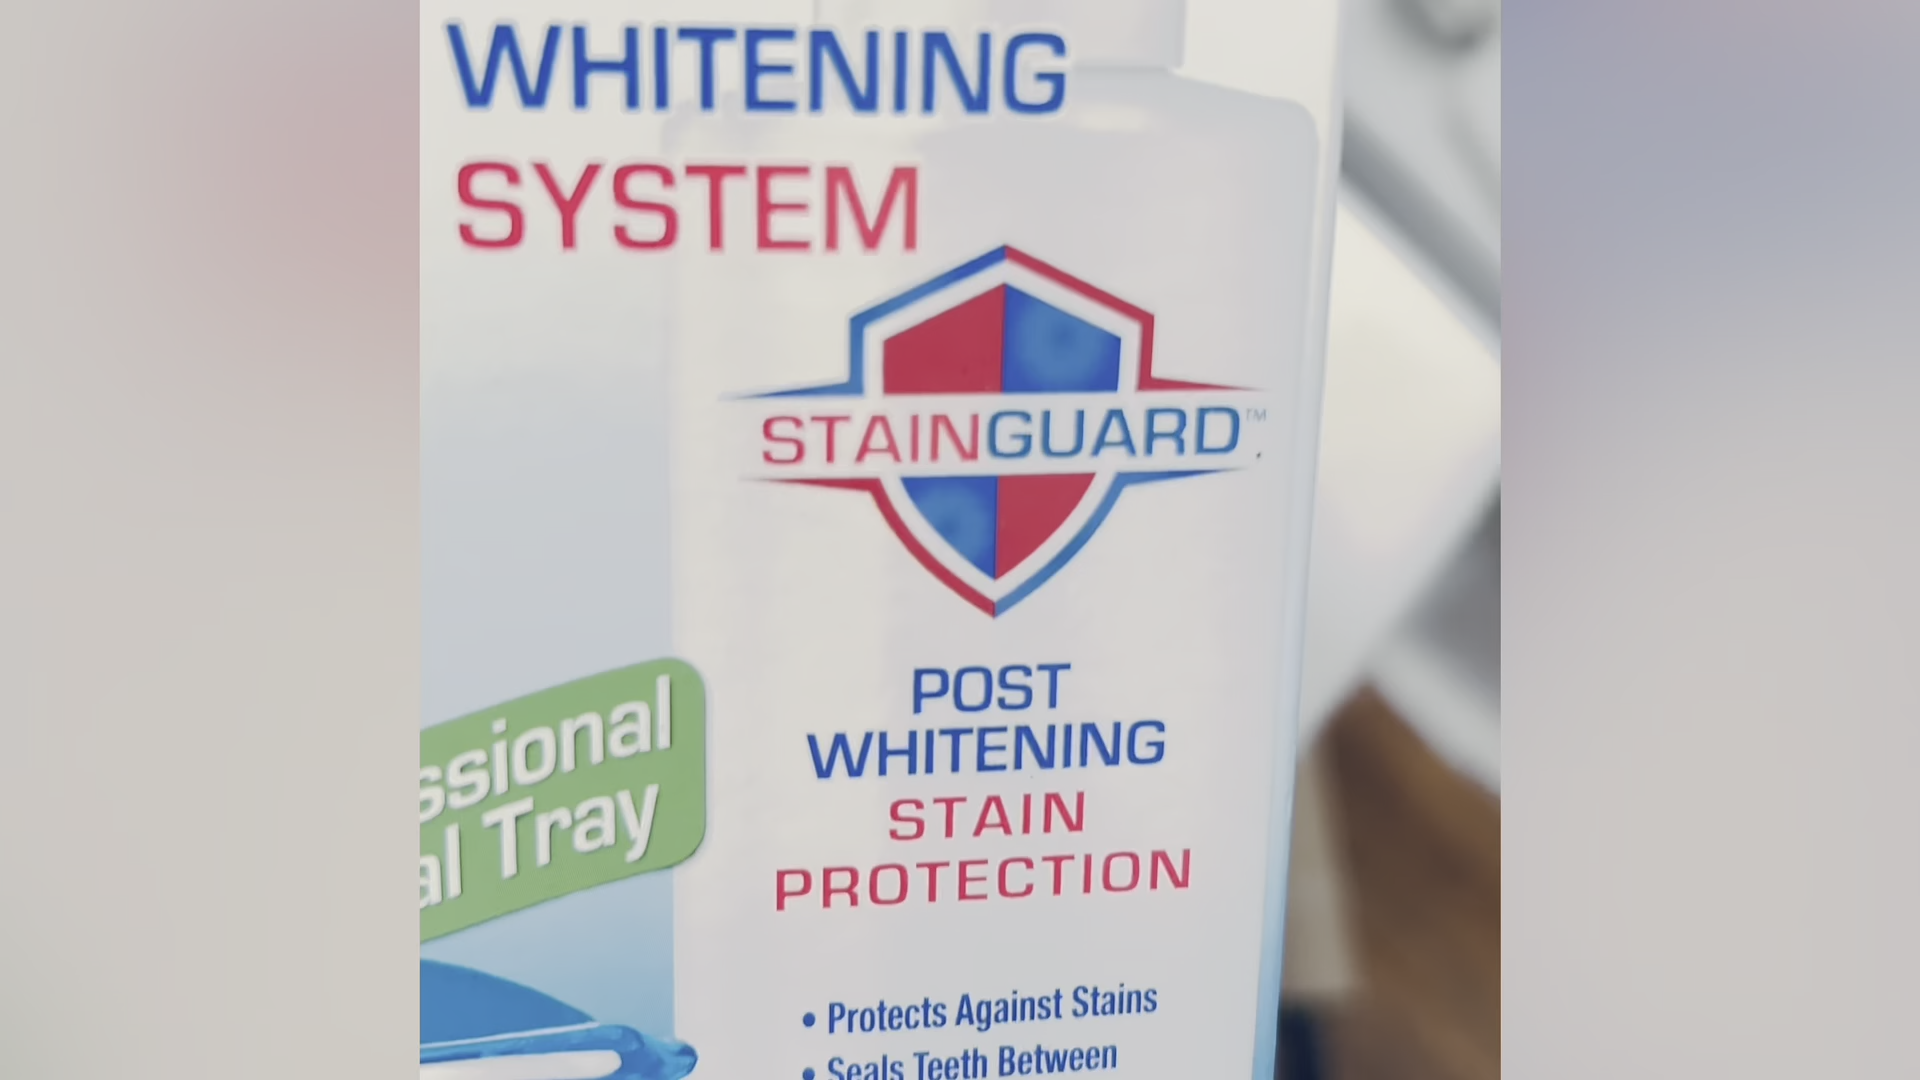 WHITENING
SYSTEM
STAINGUARD™
POST
WHITENING
STAIN
PROTECTION
ssional
al Tray
• Protects Against Stains
• Seals Teeth Between